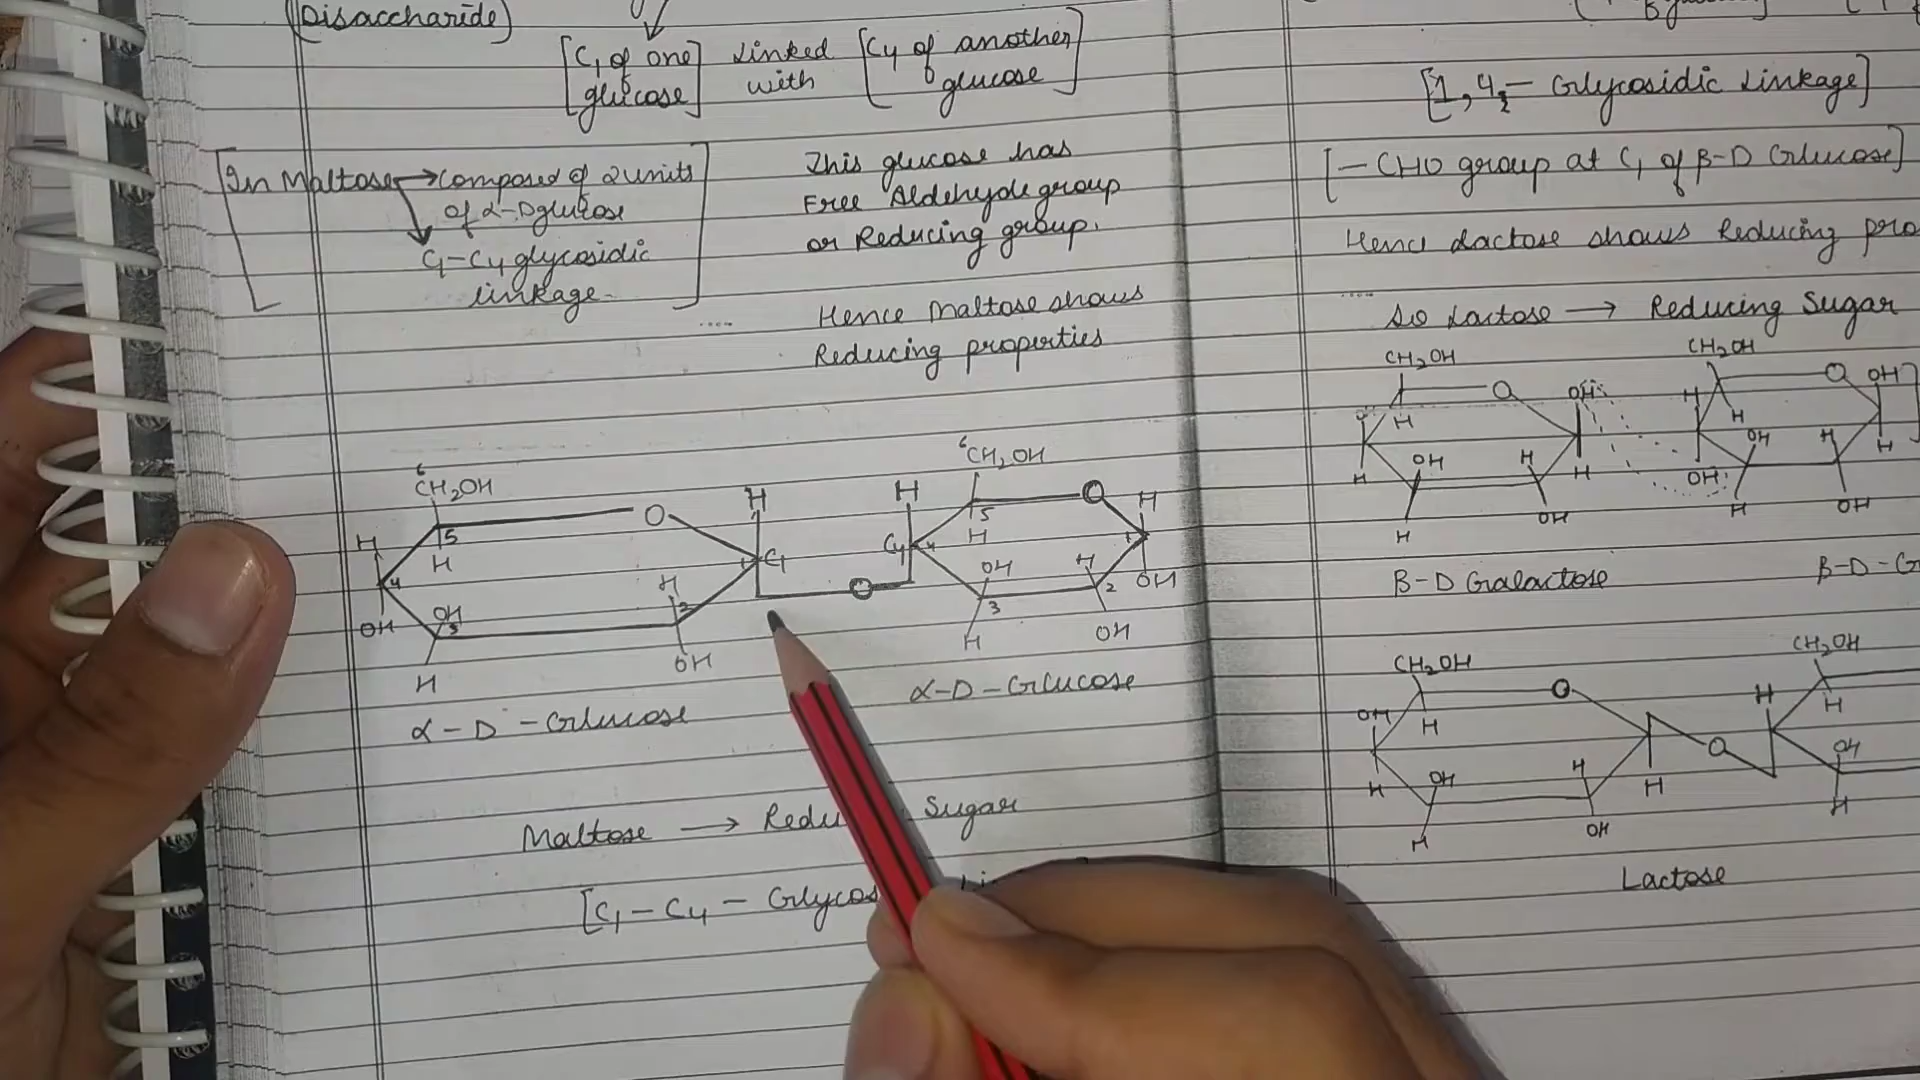 (Disaccharide)
[C1 of one glucose] Linked with [C4 of another glucose]
[In Maltose → composed of 2 units
of α-D glucose
C1-C4 glycosidic
linkage-
This glucose has
Free Aldehyde group
or Reducing group.
Hence Maltose shows
Reducing properties
6
CH2OH
O
H
C1
H
4
5
H
OH
OH
3
H
H
2
OH
α-D-Glucose
O
H
C4
4
6
CH2OH
5
H
O
H
1
OH
OH
3
H
H
2
OH
α-D-Glucose
Maltose → Sugar
[C1-C4-
[1,4- Glycosidic Linkage]
[-CHO group at C1 of β-D Glucose]
Hence Lactose shows Reducing
So Lactose → Reducing Sugar
CH2OH
O
OH
H
H
OH
H
H
H
OH
β-D Galactose
CH2OH
O
OH
H
H
OH
H
OH
H
H
OH
β-D-
CH2OH
O
OH
H
H
OH
H
H
OH
H
O
CH2OH
H
H
OH
H
Lactose